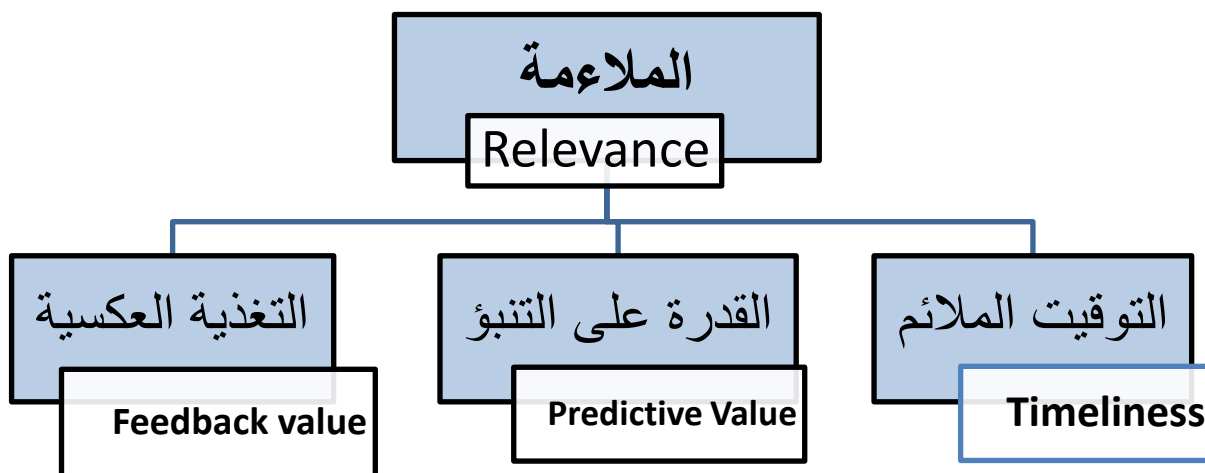 الملاءمة
Relevance
التوقيت الملائم
Timeliness
القدرة على التنبؤ
Predictive Value
التغذية العكسية
Feedback value